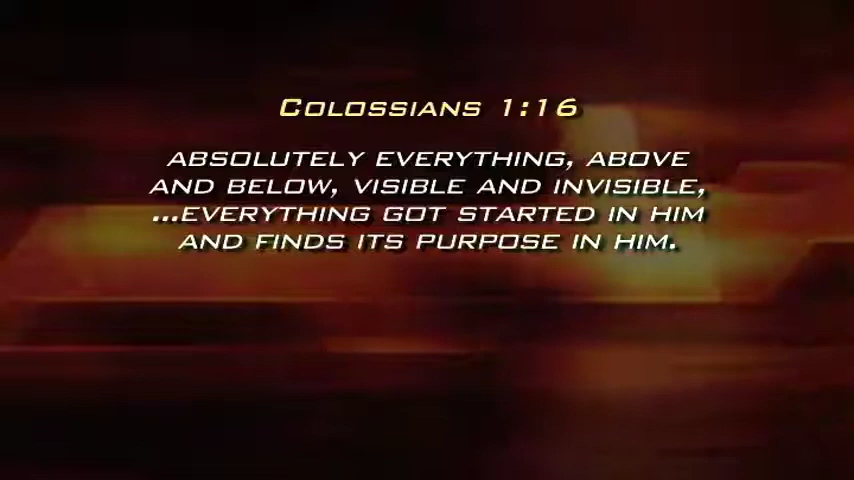 Colossians 1:16
ABSOLUTELY EVERYTHING, ABOVE
AND BELOW, VISIBLE AND INVISIBLE,
...EVERYTHING GOT STARTED IN HIM
AND FINDS ITS PURPOSE IN HIM.